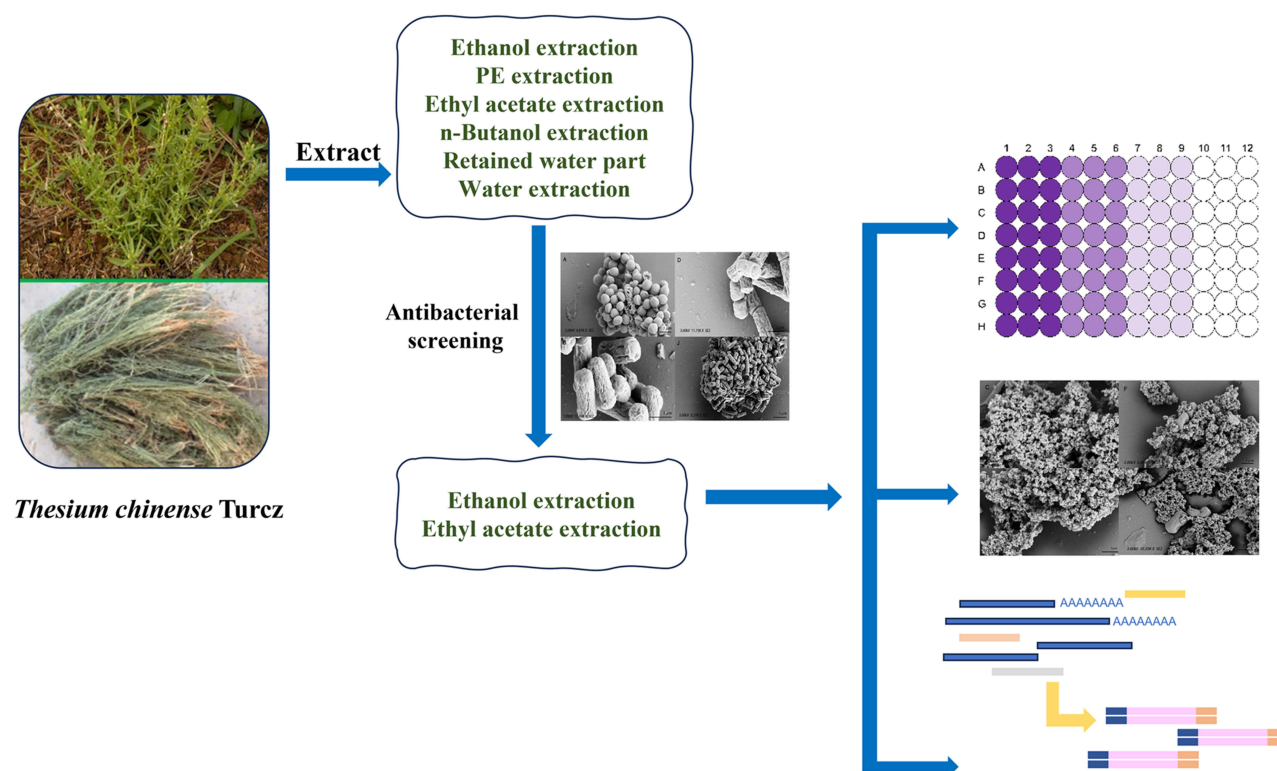 Ethanol extraction
PE extraction
Ethyl acetate extraction
n-Butanol extraction
Retained water part
Water extraction
Extract
Antibacterial
screening
A
D
J
Ethanol extraction
Ethyl acetate extraction
Thesium chinense Turcz
1 2 3 4 5 6 7 8 9 10 11 12
A
B
C
D
E
F
G
H
AAAAAAAA
AAAAAAAA